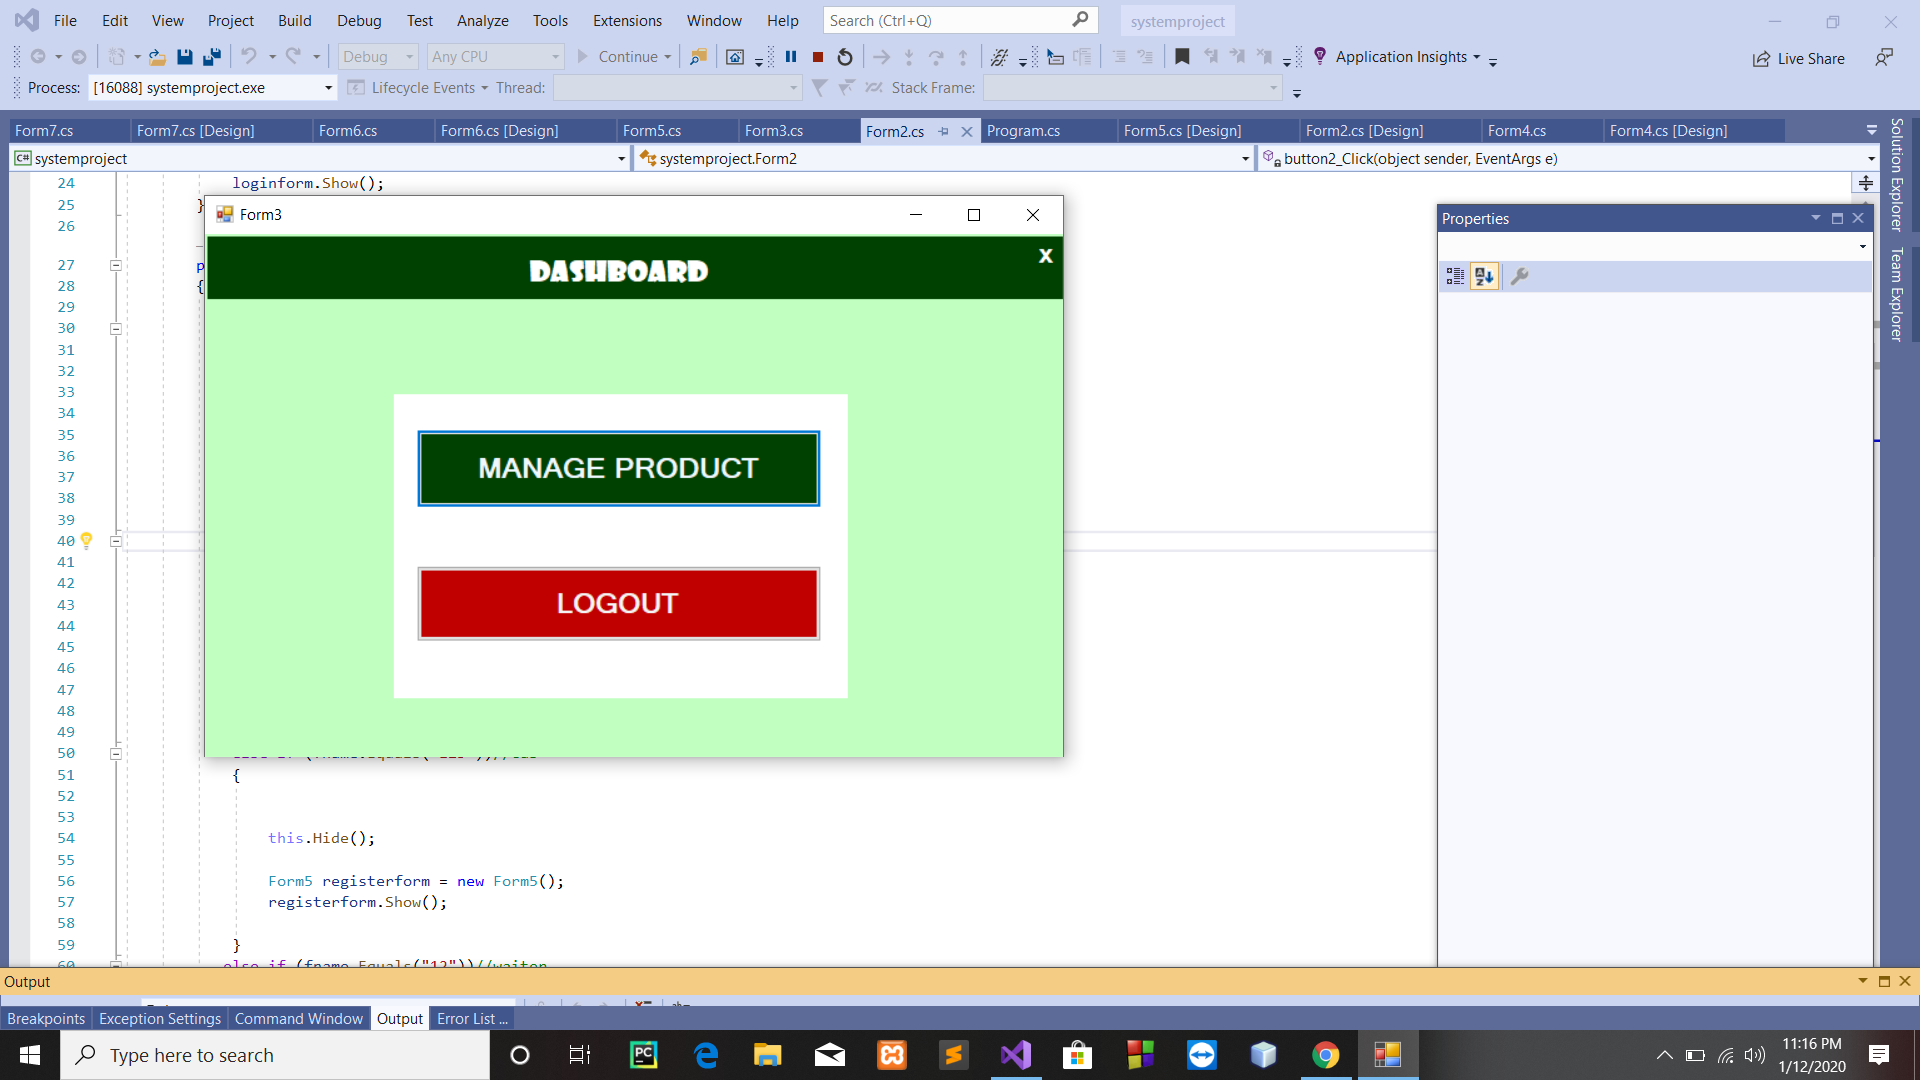 File Edit View Project Build Debug Test Analyze Tools Extensions Window Help Search (Ctrl+Q) systemproject
Debug Any CPU Continue Application Insights Live Share
Process: [16088] systemproject.exe Lifecycle Events Thread: Stack Frame:
Form7.cs Form7.cs [Design] Form6.cs Form6.cs [Design] Form5.cs Form3.cs Form2.cs Program.cs Form5.cs [Design] Form2.cs [Design] Form4.cs Form4.cs [Design]
C# systemproject systemproject.Form2 button2_Click(object sender, EventArgs e)
Solution Explorer
Team Explorer
24 loginform.Show();
25 }
26
27 p
28 {
29
30
31
32
33
34
35
36
37
38
39
40
41
42
43
44
45
46
47
48
49
50
51 {
52
53
54 this.Hide();
55
56 Form5 registerform = new Form5();
57 registerform.Show();
58
59 }
60 else if (fname.Equals("12"))//waiter
Form3
DASHBOARD X
MANAGE PRODUCT
LOGOUT
Properties
Output
Breakpoints Exception Settings Command Window Output Error List ...
Type here to search
PC
11:16 PM
1/12/2020